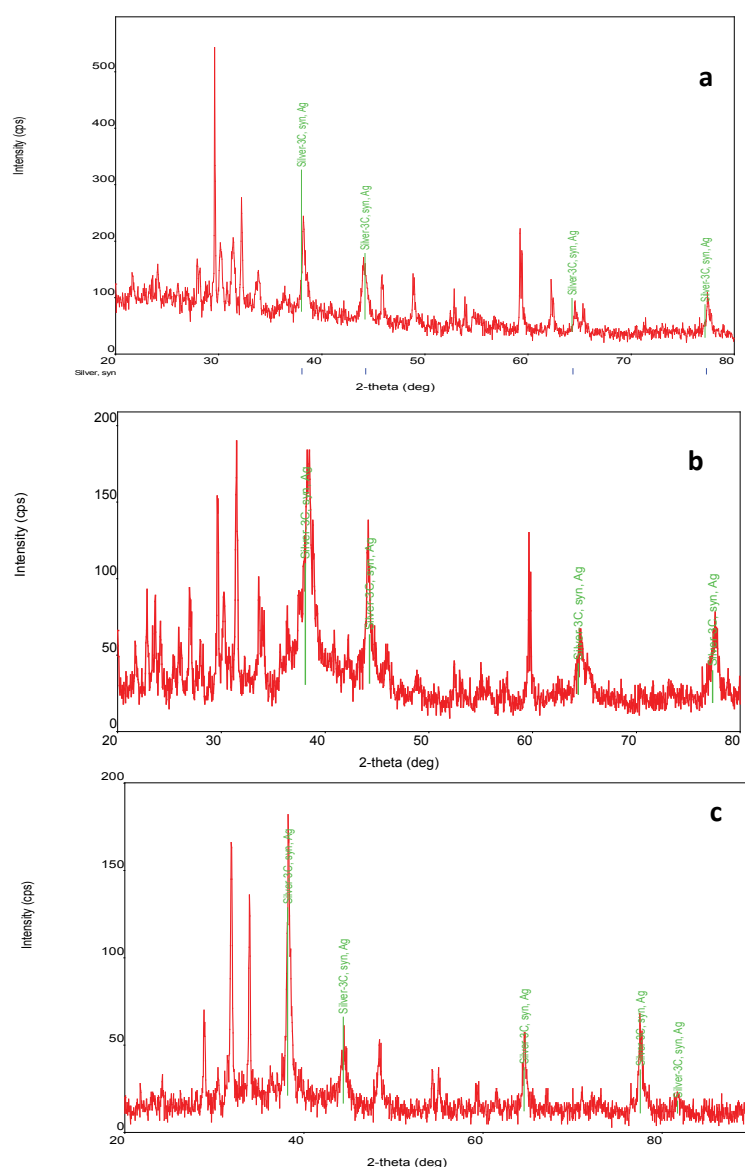 a
Intensity (cps)
500
400
300
200
100
0
Silver-3C, syn, Ag
Silver-3C, syn, Ag
Silver-3C, syn, Ag
Silver-3C, syn, Ag
20 30 40 50 60 70 80
Silver, syn
2-theta (deg)
b
Intensity (cps)
200
150
100
50
0
Silver-3C, syn, Ag
Silver-3C, syn, Ag
Silver-3C, syn, Ag
Silver-3C, syn, Ag
20 30 40 50 60 70 80
2-theta (deg)
c
Intensity (cps)
200
150
100
50
0
Silver-3C, syn, Ag
Silver-3C, syn, Ag
Silver-3C, syn, Ag
Silver-3C, syn, Ag
Silver-3C, syn, Ag
20 40 60 80
2-theta (deg)